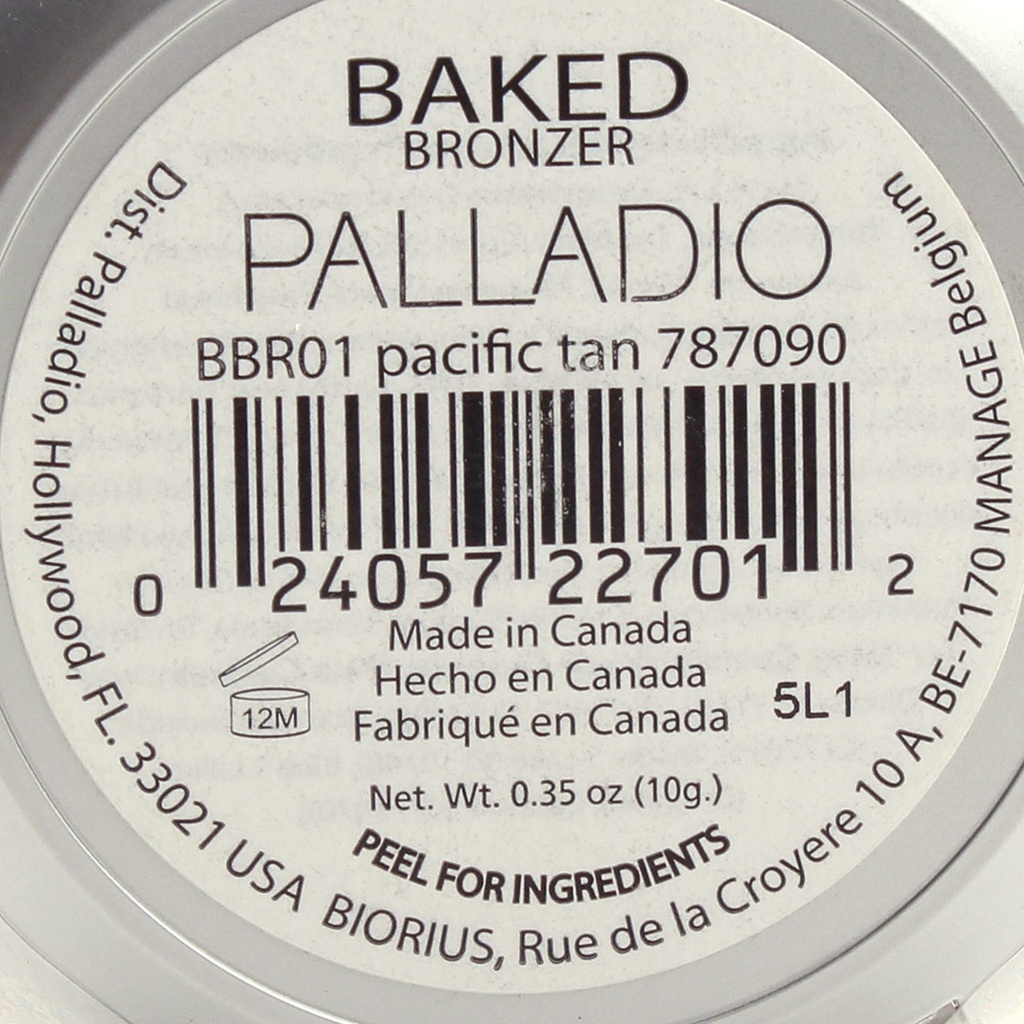 BAKED
BRONZER
PALLADIO
BBR01 pacific tan 787090
0 24057 22701 2
Made in Canada
Hecho en Canada
Fabriqué en Canada
12M
5L1
Net. Wt. 0.35 oz (10g.)
PEEL FOR INGREDIENTS
Dist. Palladio, Hollywood, FL. 33021 USA BIORIUS, Rue de la Croyere 10 A, BE-7170 MANAGE Belgium